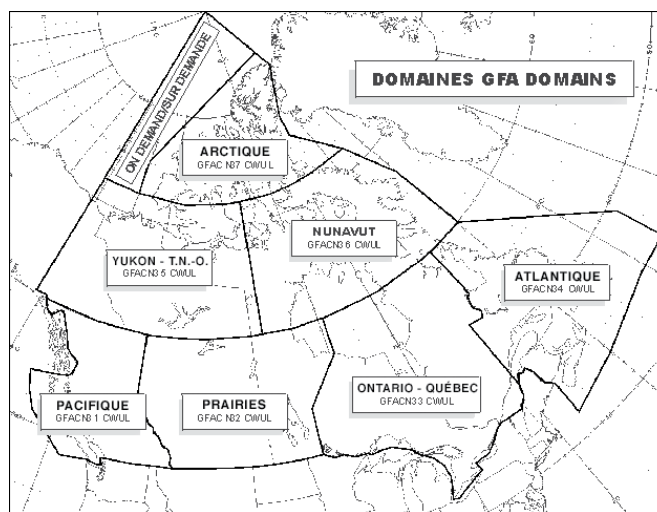 DOMAINES GFA DOMAINS
ON DEMAND/SUR DEMANDE
ARCTIQUE
GFACN37 CWUL
NUNAVUT
GFACN36 CWUL
YUKON - T.N.-O.
GFACN35 CWUL
ATLANTIQUE
GFACN34 CWUL
ONTARIO - QUÉBEC
GFACN33 CWUL
PACIFIQUE
GFACN31 CWUL
PRAIRIES
GFACN32 CWUL